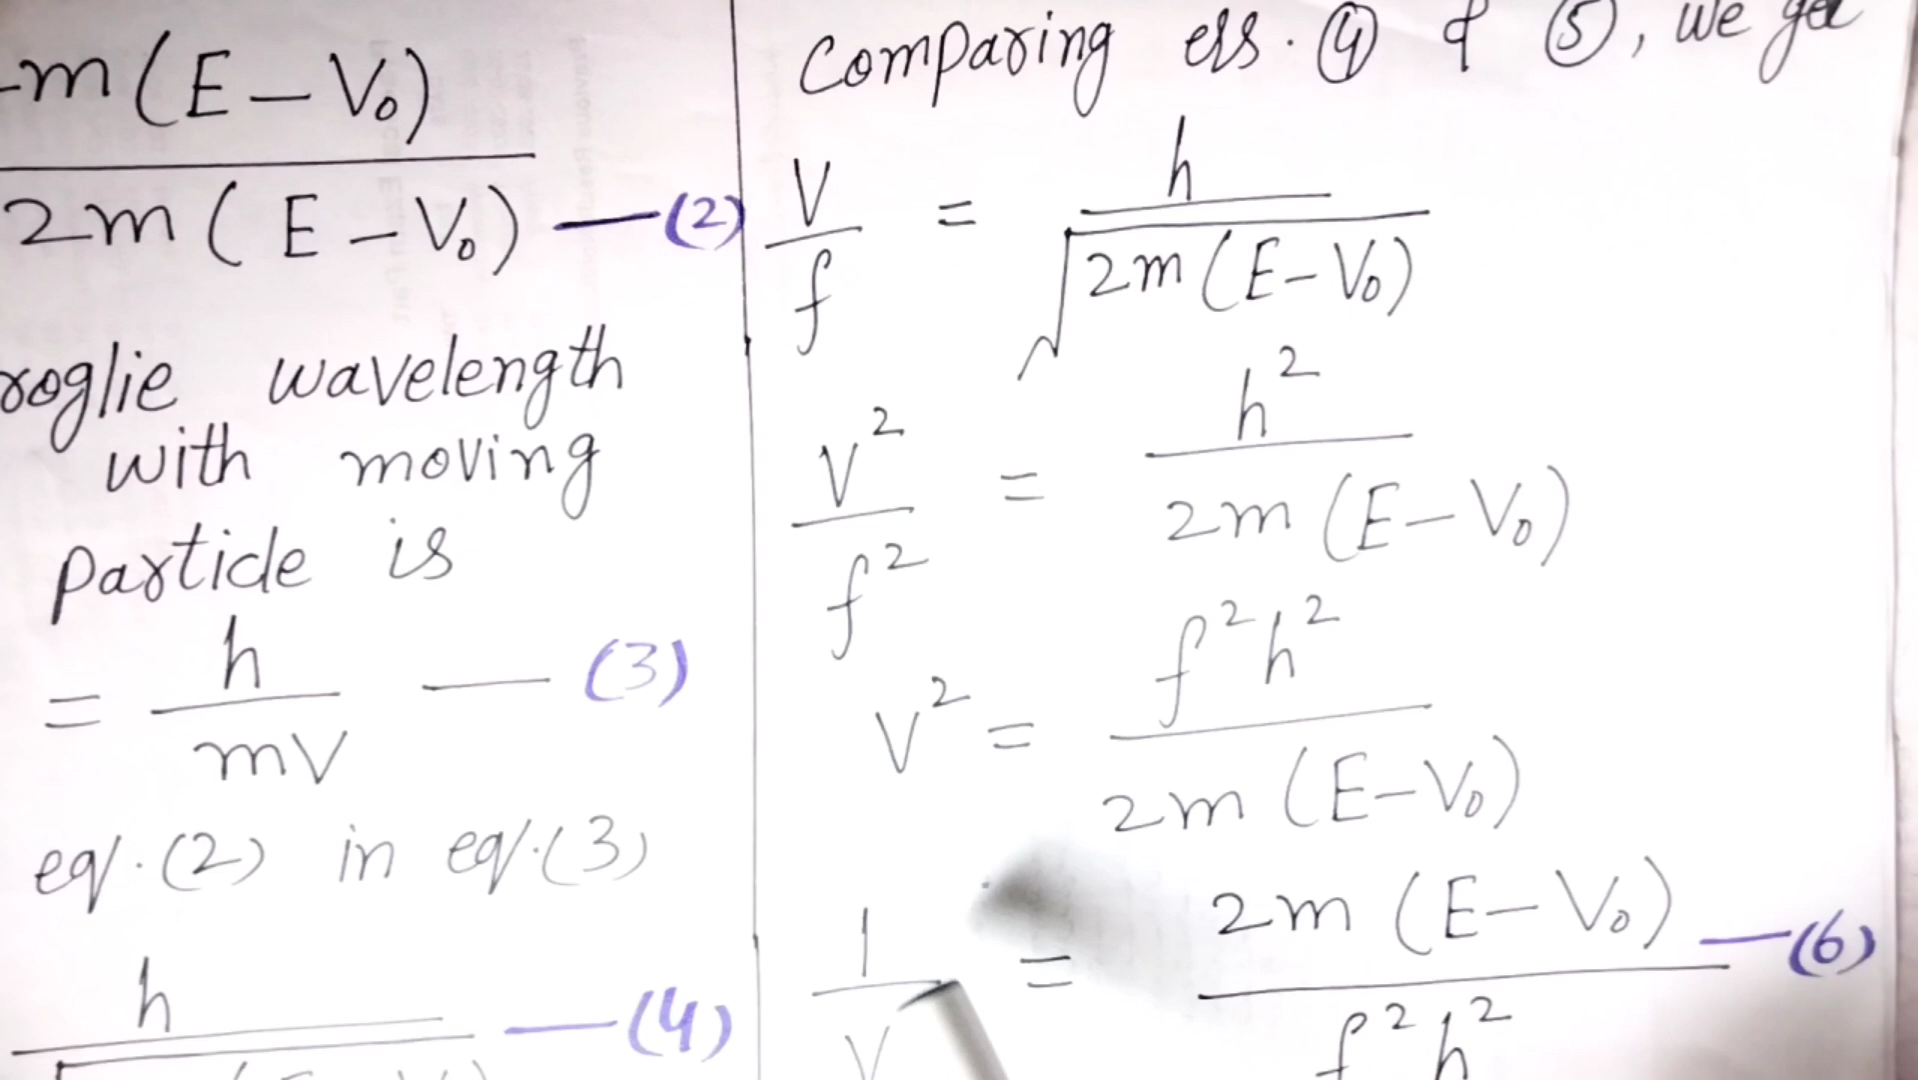 m(E-V₀)
2m(E-V₀) —(2)
roglie wavelength
with moving
particle is
= h/mV — (3)
eq.(2) in eq.(3)
h —(4)
Comparing ers. ④ & ⑤, we get
V/f = h/√2m(E-V₀)
V²/f² = h²/2m(E-V₀)
V² = f²h²/2m(E-V₀)
1/V = 2m(E-V₀)/f²h² —(6)